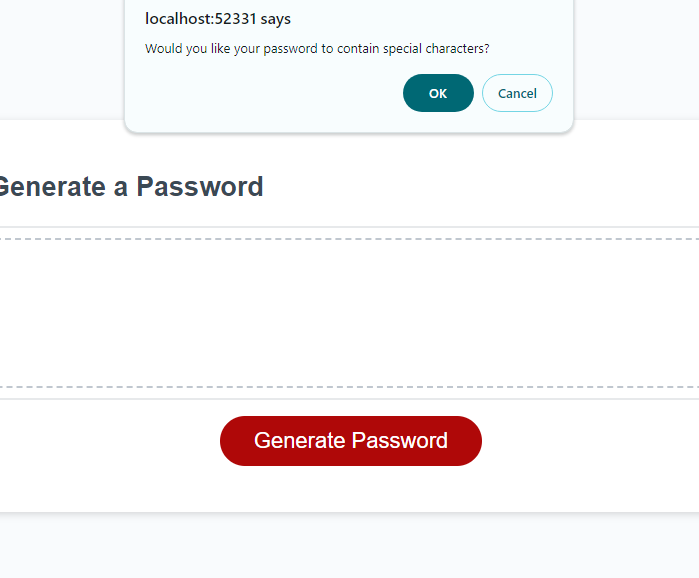 localhost:52331 says
Would you like your password to contain special characters?
OK
Cancel
Generate a Password
Generate Password